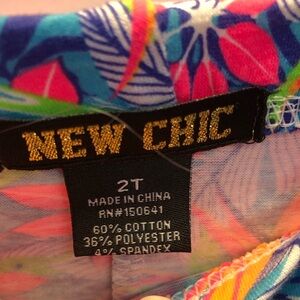 NEW CHIC
2T
MADE IN CHINA
RN#150641
60% COTTON
36% POLYESTER
4% SPANDEX